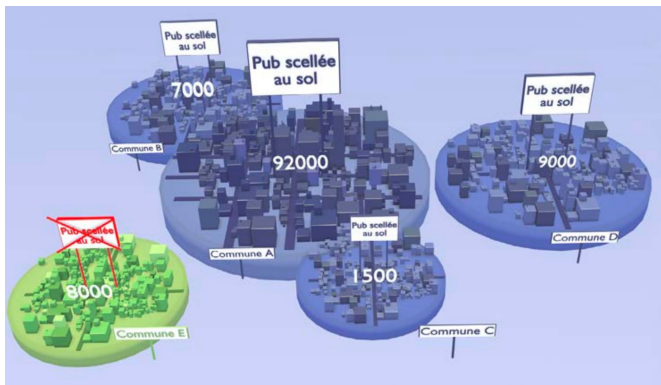 Pub scellée
au sol
7000
Commune B
Pub scellée
au sol
92000
Commune A
Pub scellée
au sol
9000
Commune D
Pub scellée
au sol
8000
Commune E
Pub scellée
au sol
1500
Commune C